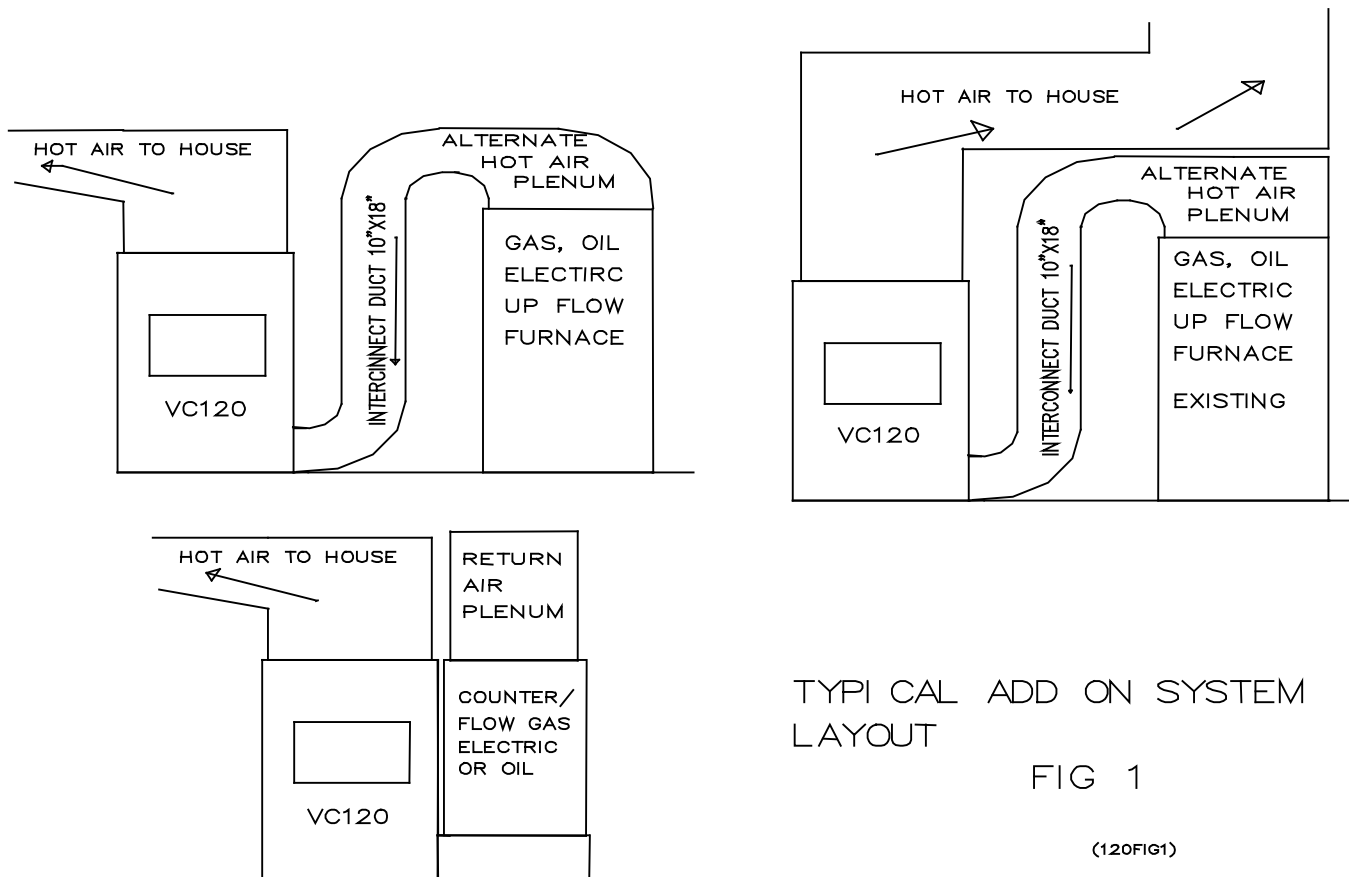 HOT AIR TO HOUSE
ALTERNATE
HOT AIR
PLENUM
INTERCINNECT DUCT 10"X18"
GAS, OIL
ELECTIRC
UP FLOW
FURNACE
VC120
HOT AIR TO HOUSE
ALTERNATE
HOT AIR
PLENUM
INTERCONNECT DUCT 10"X18"
GAS, OIL
ELECTRIC
UP FLOW
FURNACE
EXISTING
VC120
HOT AIR TO HOUSE
RETURN
AIR
PLENUM
COUNTER/
FLOW GAS
ELECTRIC
OR OIL
VC120
TYPI CAL ADD ON SYSTEM
LAYOUT
FIG 1
(120FIG1)